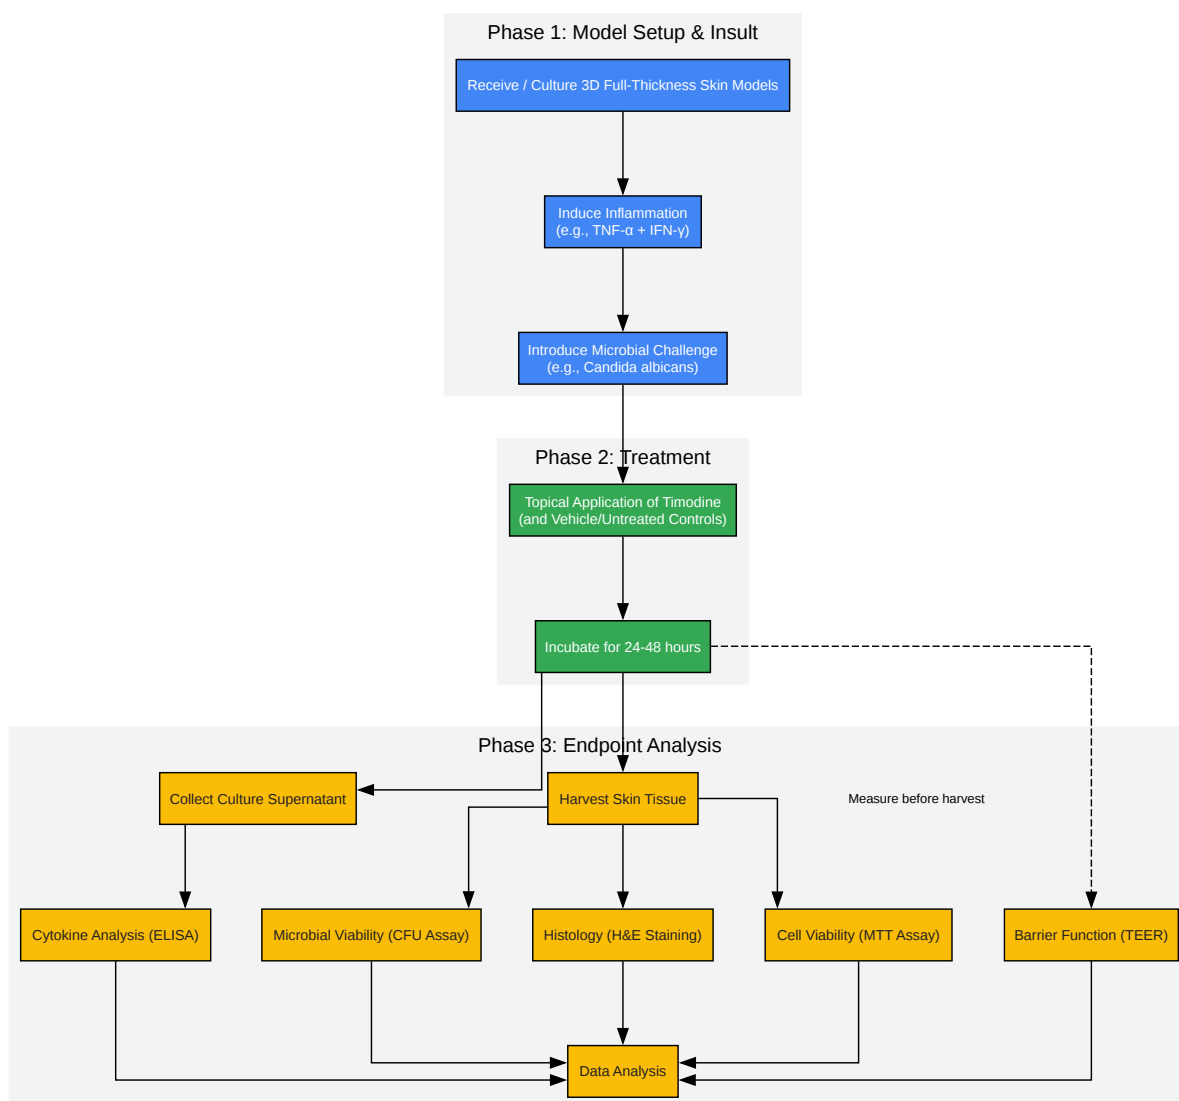 Phase 1: Model Setup & Insult
Receive / Culture 3D Full-Thickness Skin Models
Induce Inflammation
(e.g., TNF-α + IFN-γ)
Introduce Microbial Challenge
(e.g., Candida albicans)
Phase 2: Treatment
Topical Application of Timodine
(and Vehicle/Untreated Controls)
Incubate for 24-48 hours
Phase 3: Endpoint Analysis
Collect Culture Supernatant
Harvest Skin Tissue
Measure before harvest
Cytokine Analysis (ELISA)
Microbial Viability (CFU Assay)
Histology (H&E Staining)
Cell Viability (MTT Assay)
Barrier Function (TEER)
Data Analysis